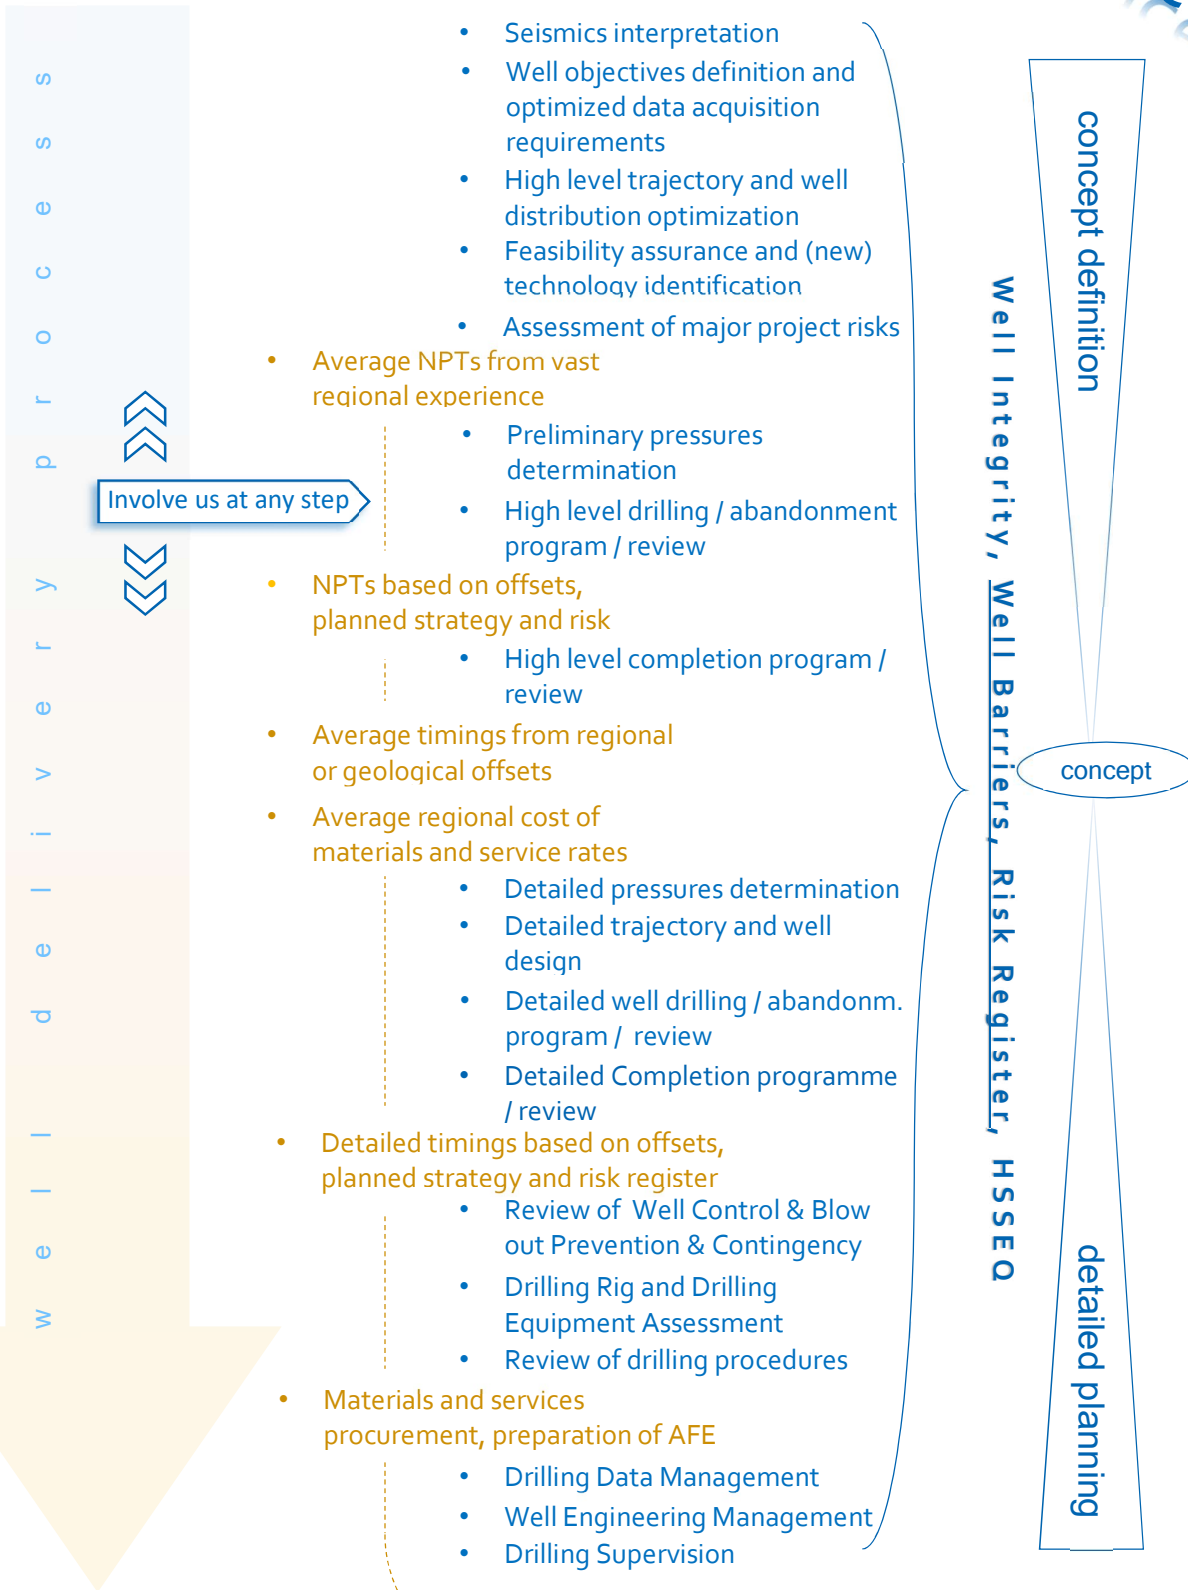 Seismics interpretation
Well objectives definition and
optimized data acquisition
requirements
High level trajectory and well
distribution optimization
Feasibility assurance and (new)
technology identification
Assessment of major project risks
Average NPTs from vast
regional experience
Preliminary pressures
determination
Involve us at any step
High level drilling / abandonment
program / review
NPTs based on offsets,
planned strategy and risk
High level completion program /
review
Average timings from regional
or geological offsets
Average regional cost of
materials and service rates
Detailed pressures determination
Detailed trajectory and well
design
Detailed well drilling / abandonm.
program / review
Detailed Completion programme
/ review
Detailed timings based on offsets,
planned strategy and risk register
Review of Well Control & Blow
out Prevention & Contingency
Drilling Rig and Drilling
Equipment Assessment
Review of drilling procedures
Materials and services
procurement, preparation of AFE
Drilling Data Management
Well Engineering Management
Drilling Supervision
well delivery process
Well Integrity, Well Barriers, Risk Register, HSSEQ
concept definition
concept
detailed planning